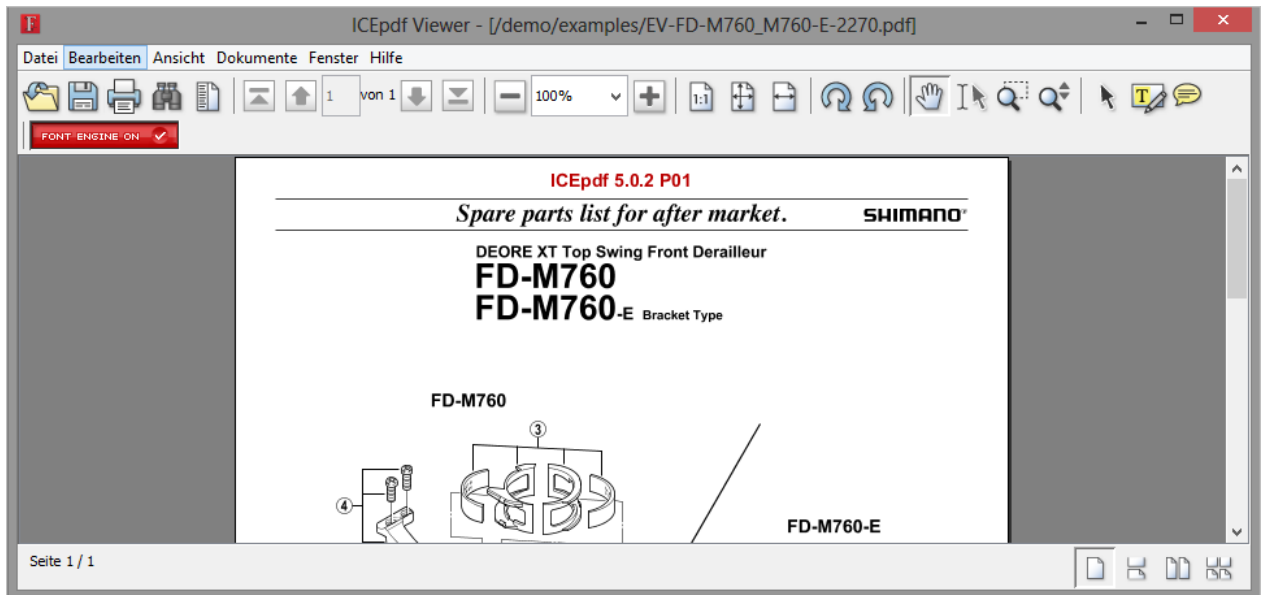 ICEpdf Viewer - [/demo/examples/EV-FD-M760_M760-E-2270.pdf]
Datei Bearbeiten Ansicht Dokumente Fenster Hilfe
1 von 1 100% 1:1 T
FONT ENGINE ON
ICEpdf 5.0.2 P01
Spare parts list for after market. SHIMANO
DEORE XT Top Swing Front Derailleur
FD-M760
FD-M760-E Bracket Type
FD-M760
3
4
FD-M760-E
Seite 1 / 1